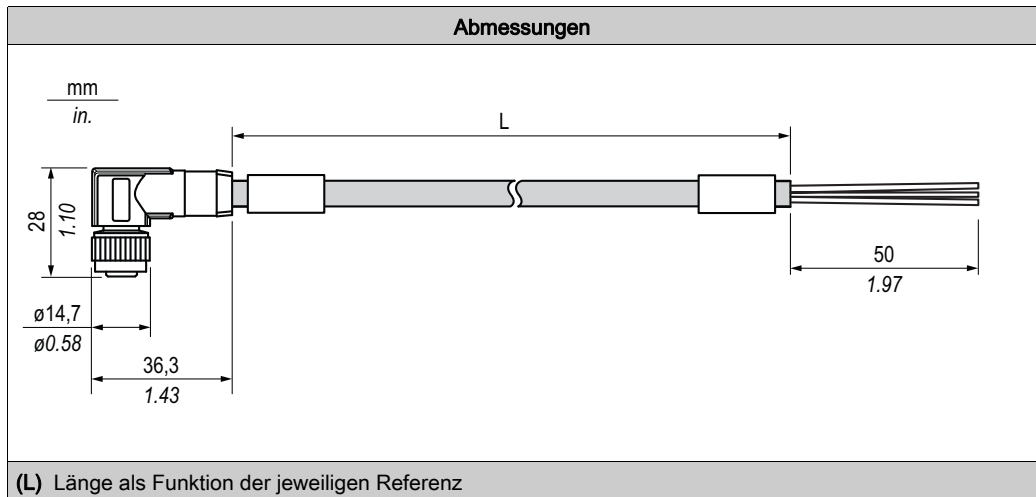 Abmessungen
mm
in.
L
28
1.10
50
1.97
ø14,7
ø0.58
36,3
1.43
(L) Länge als Funktion der jeweiligen Referenz